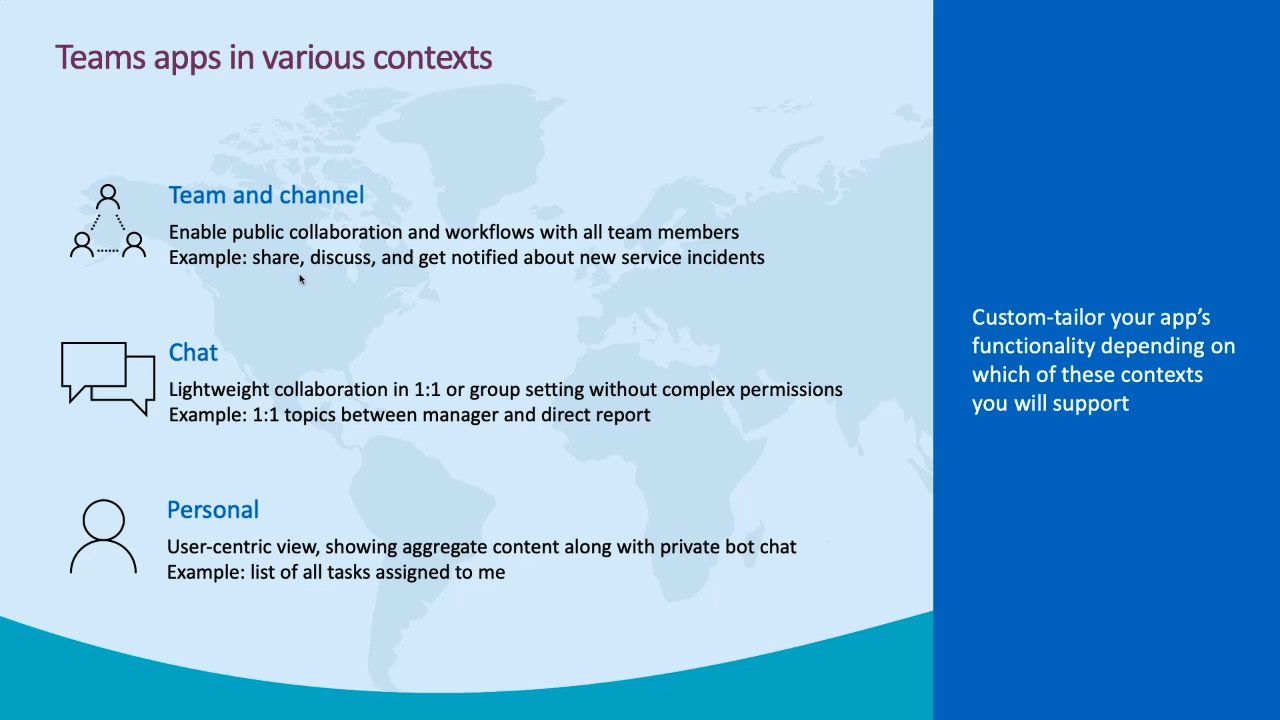 Teams apps in various contexts
Team and channel
Enable public collaboration and workflows with all team members
Example: share, discuss, and get notified about new service incidents
Chat
Lightweight collaboration in 1:1 or group setting without complex permissions
Example: 1:1 topics between manager and direct report
Personal
User-centric view, showing aggregate content along with private bot chat
Example: list of all tasks assigned to me
Custom-tailor your app’s
functionality depending on
which of these contexts
you will support